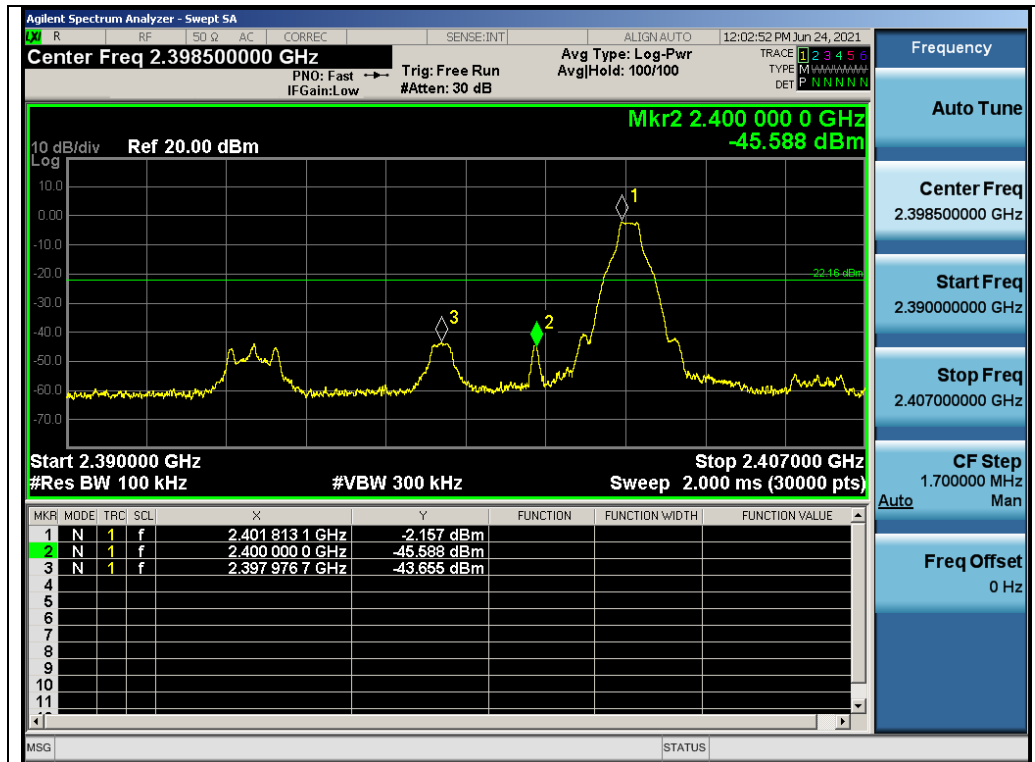 Agilent Spectrum Analyzer - Swept SA
LXI R RF 50 Ω AC CORREC SENSE:INT ALIGN AUTO 12:02:52 PM Jun 24, 2021
Center Freq 2.398500000 GHz
PNO: Fast
IFGain:Low
Trig: Free Run
#Atten: 30 dB
Avg Type: Log-Pwr
Avg|Hold: 100/100
TRACE 1 2 3 4 5 6
TYPE M WWWWW
DET P N N N N N
Mkr2 2.400 000 0 GHz
-45.588 dBm
10 dB/div Ref 20.00 dBm
Log
10.0
0.00
-10.0
-20.0
-30.0
-40.0
-50.0
-60.0
-70.0
1
-22.16 dBm
3
2
Start 2.390000 GHz Stop 2.407000 GHz
#Res BW 100 kHz #VBW 300 kHz Sweep 2.000 ms (30000 pts)
MKR MODE TRC SCL X Y FUNCTION FUNCTION WIDTH FUNCTION VALUE
1 N 1 f 2.401 813 1 GHz -2.157 dBm
2 N 1 f 2.400 000 0 GHz -45.588 dBm
3 N 1 f 2.397 976 7 GHz -43.655 dBm
4
5
6
7
8
9
10
11
MSG STATUS
Frequency
Auto Tune
Center Freq
2.398500000 GHz
Start Freq
2.390000000 GHz
Stop Freq
2.407000000 GHz
CF Step
1.700000 MHz
Auto Man
Freq Offset
0 Hz